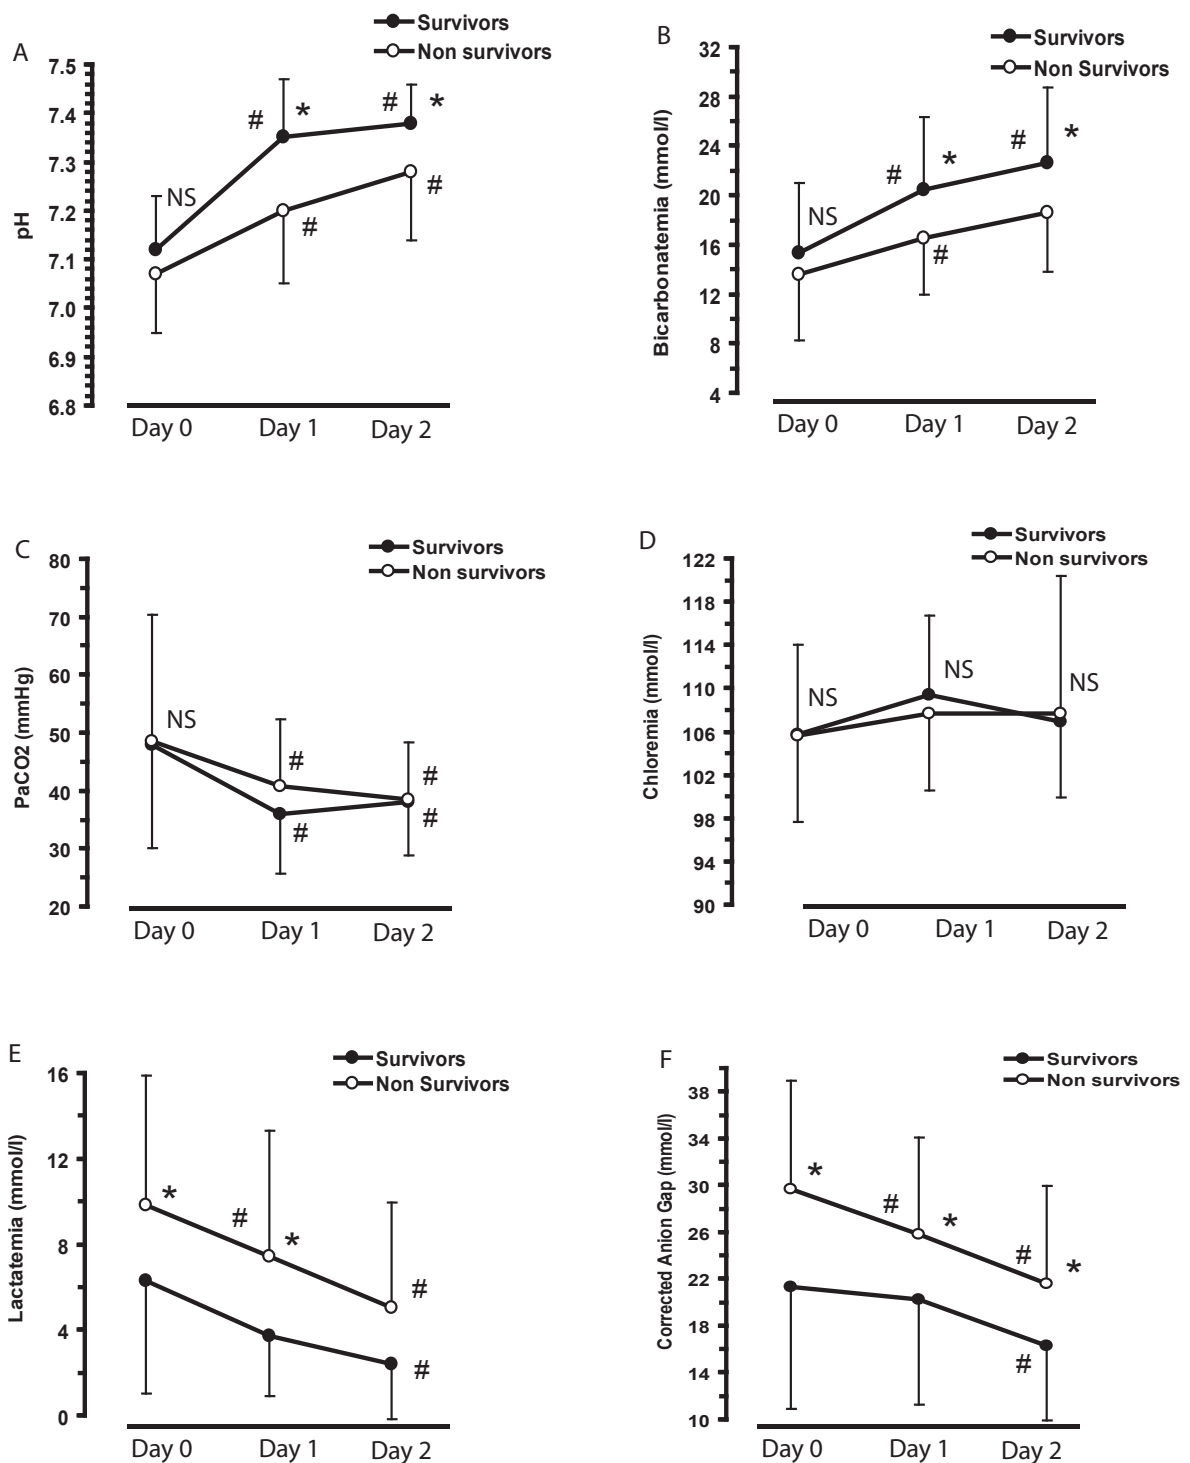 A
Survivors
Non survivors
7.5
7.4
7.3
7.2
7.1
7.0
6.9
6.8
pH
NS
# *
# *
#
#
Day 0 Day 1 Day 2
B
Survivors
Non Survivors
32
28
24
20
16
12
8
4
Bicarbonatemia (mmol/l)
NS
# *
# *
#
Day 0 Day 1 Day 2
C
Survivors
Non survivors
80
70
60
50
40
30
20
PaCO2 (mmHg)
NS
#
#
#
#
Day 0 Day 1 Day 2
D
Survivors
Non survivors
122
118
114
110
106
102
98
94
90
Chloremia (mmol/l)
NS
NS
NS
Day 0 Day 1 Day 2
E
Survivors
Non Survivors
16
12
8
4
0
Lactatemia (mmol/l)
*
# *
#
#
Day 0 Day 1 Day 2
F
Survivors
Non survivors
38
34
30
26
22
18
14
10
Corrected Anion Gap (mmol/l)
*
# *
# *
#
Day 0 Day 1 Day 2